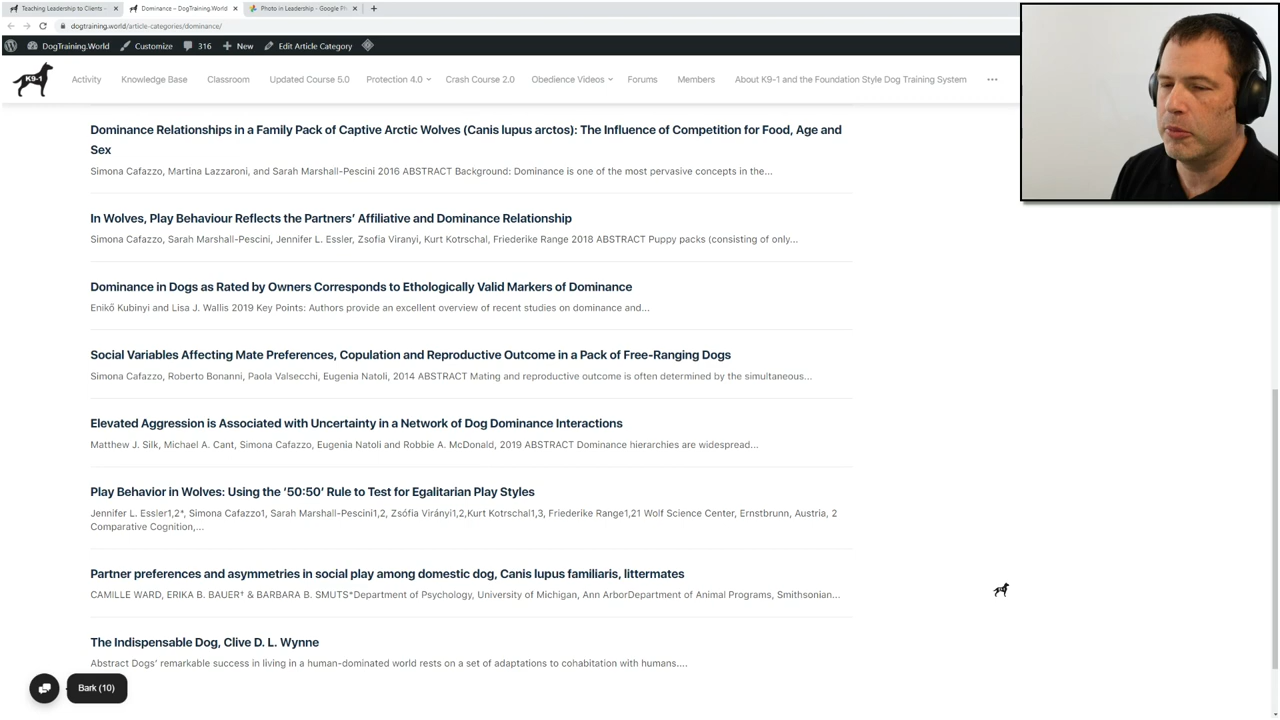 Teaching Leadership to Clients -
Dominance – DogTraining.World
Photo in Leadership - Google Ph
dogtraining.world/article-categories/dominance/
DogTraining.World Customize 316 New Edit Article Category
K9-1
Activity Knowledge Base Classroom Updated Course 5.0 Protection 4.0 Crash Course 2.0 Obedience Videos Forums Members About K9-1 and the Foundation Style Dog Training System ...
Dominance Relationships in a Family Pack of Captive Arctic Wolves (Canis lupus arctos): The Influence of Competition for Food, Age and
Sex
Simona Cafazzo, Martina Lazzaroni, and Sarah Marshall-Pescini 2016 ABSTRACT Background: Dominance is one of the most pervasive concepts in the...
In Wolves, Play Behaviour Reflects the Partners' Affiliative and Dominance Relationship
Simona Cafazzo, Sarah Marshall-Pescini, Jennifer L. Essler, Zsofia Viranyi, Kurt Kotrschal, Friederike Range 2018 ABSTRACT Puppy packs (consisting of only...
Dominance in Dogs as Rated by Owners Corresponds to Ethologically Valid Markers of Dominance
Enikő Kubinyi and Lisa J. Wallis 2019 Key Points: Authors provide an excellent overview of recent studies on dominance and...
Social Variables Affecting Mate Preferences, Copulation and Reproductive Outcome in a Pack of Free-Ranging Dogs
Simona Cafazzo, Roberto Bonanni, Paola Valsecchi, Eugenia Natoli, 2014 ABSTRACT Mating and reproductive outcome is often determined by the simultaneous...
Elevated Aggression is Associated with Uncertainty in a Network of Dog Dominance Interactions
Matthew J. Silk, Michael A. Cant, Simona Cafazzo, Eugenia Natoli and Robbie A. McDonald, 2019 ABSTRACT Dominance hierarchies are widespread...
Play Behavior in Wolves: Using the '50:50' Rule to Test for Egalitarian Play Styles
Jennifer L. Essler1,2*, Simona Cafazzo1, Sarah Marshall-Pescini1,2, Zsófia Virányi1,2,Kurt Kotrschal1,3, Friederike Range1,21 Wolf Science Center, Ernstbrunn, Austria, 2
Comparative Cognition,...
Partner preferences and asymmetries in social play among domestic dog, Canis lupus familiaris, littermates
CAMILLE WARD, ERIKA B. BAUER† & BARBARA B. SMUTS*Department of Psychology, University of Michigan, Ann ArborDepartment of Animal Programs, Smithsonian...
The Indispensable Dog, Clive D. L. Wynne
Abstract Dogs' remarkable success in living in a human-dominated world rests on a set of adaptations to cohabitation with humans....
Bark (10)